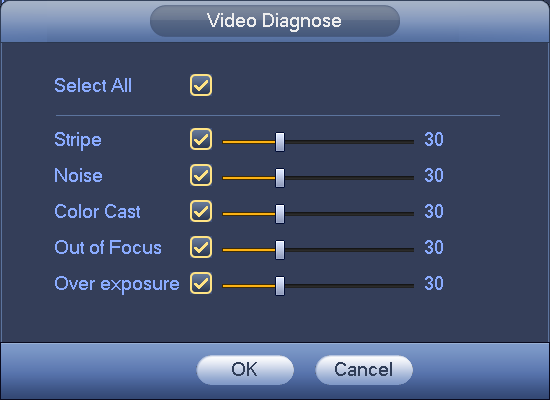 Video Diagnose
Select All
Stripe 30
Noise 30
Color Cast 30
Out of Focus 30
Over exposure 30
OK Cancel